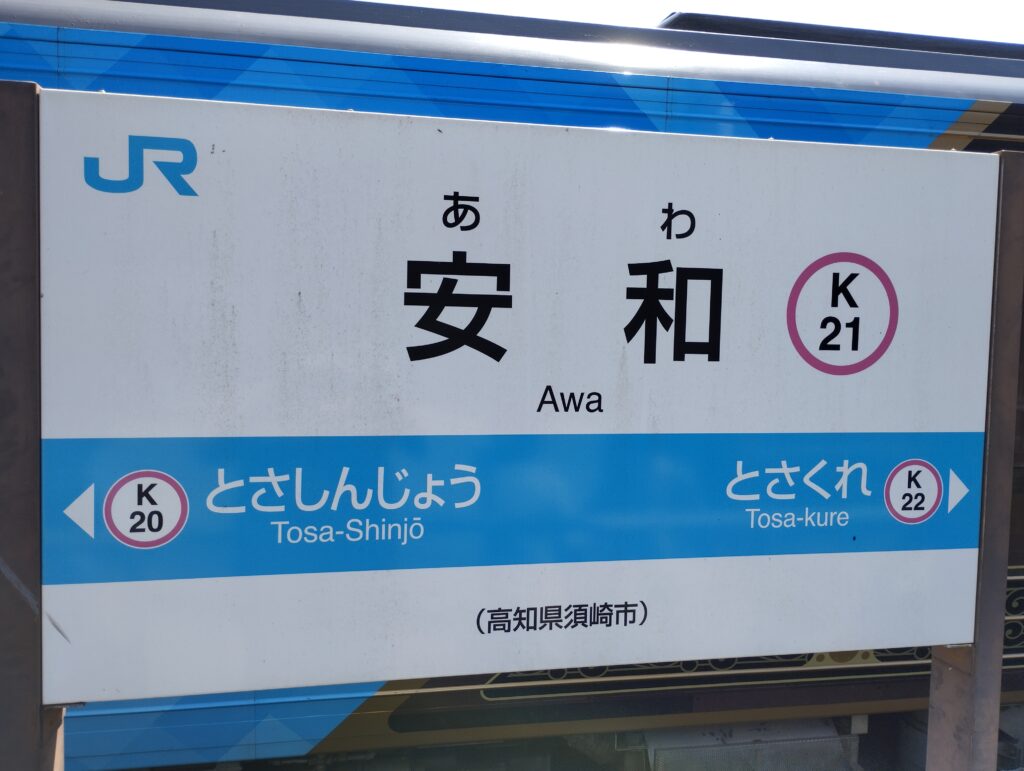 JR
あ わ
安 和
K
21
Awa
K
20
とさしんじょう
Tosa-Shinjō
とさくれ
Tosa-kure
K
22
(高知県須崎市)